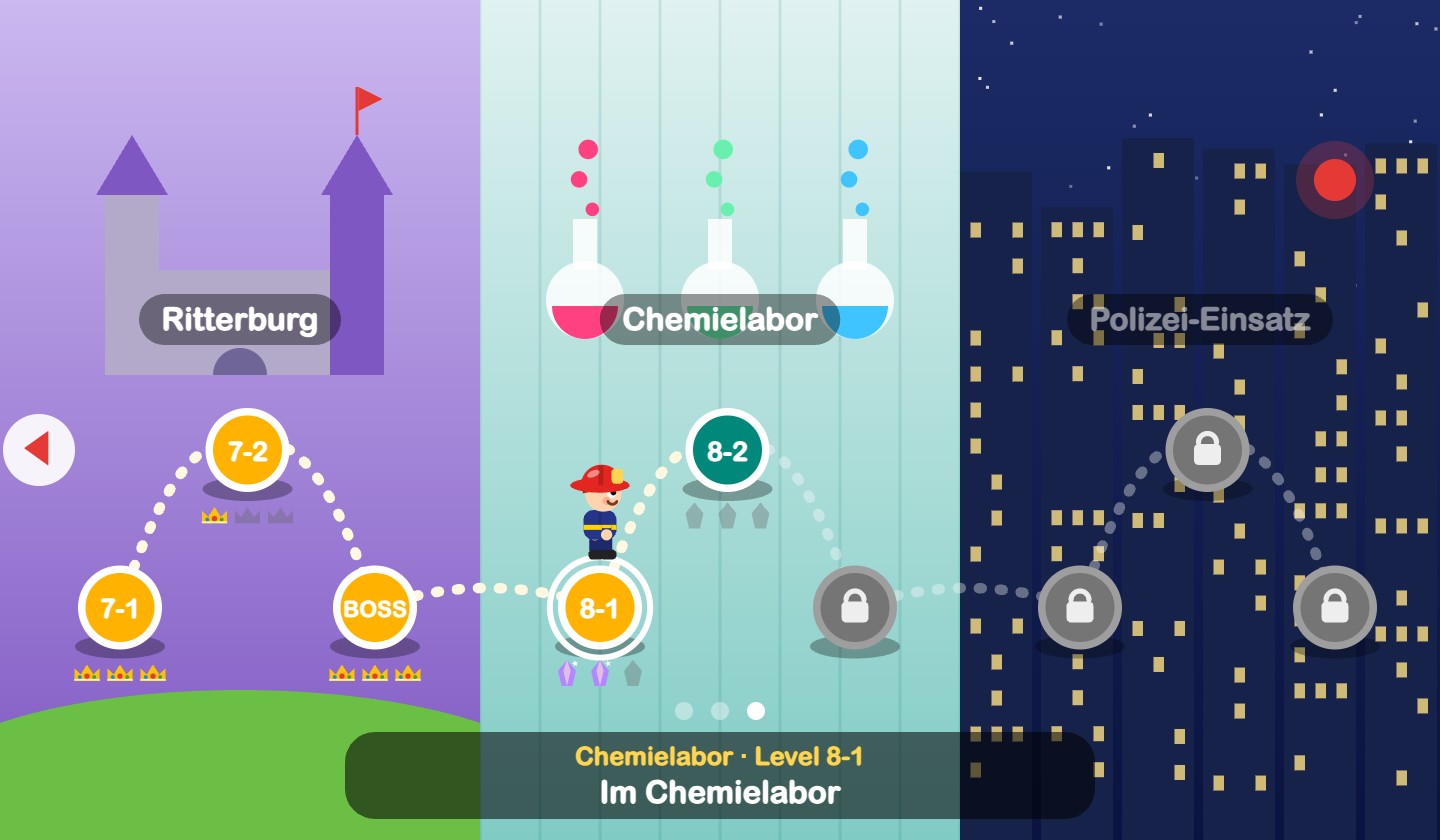 Ritterburg
Chemielabor
Polizei-Einsatz
7-2
8-2
7-1
BOSS
8-1
Chemielabor · Level 8-1
Im Chemielabor